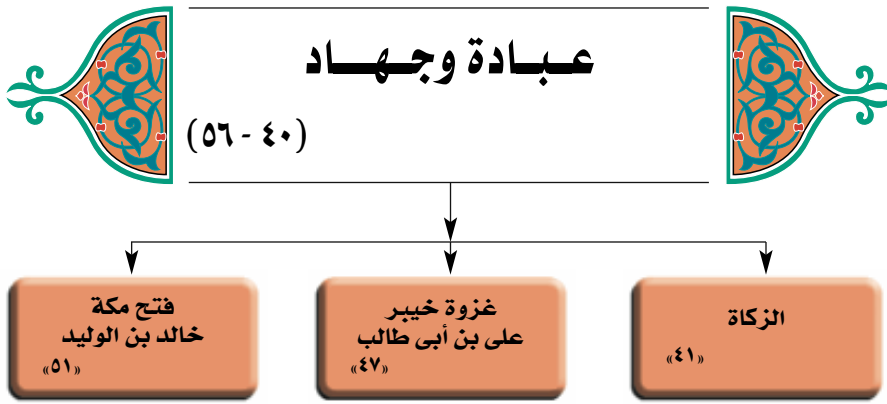 عبادة وجهاد
(٤٠ - ٥٦)
الزكاة
«٤١»
غزوة خيبر
على بن أبى طالب
«٤٧»
فتح مكة
خالد بن الوليد
«٥١»